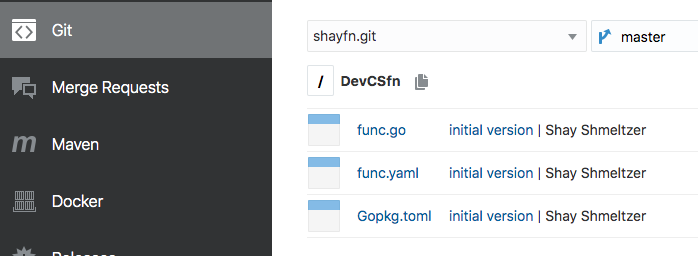 Git
Merge Requests
Maven
Docker
Releases
shayfn.git master
/ DevCSfn
func.go initial version | Shay Shmeltzer
func.yaml initial version | Shay Shmeltzer
Gopkg.toml initial version | Shay Shmeltzer